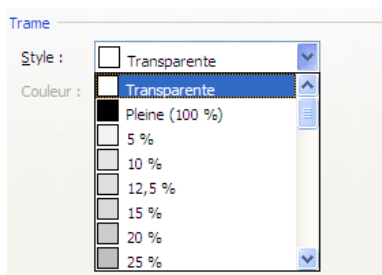 Trame
Style : Transparente
Couleur : Transparente
Pleine (100 %)
5 %
10 %
12,5 %
15 %
20 %
25 %